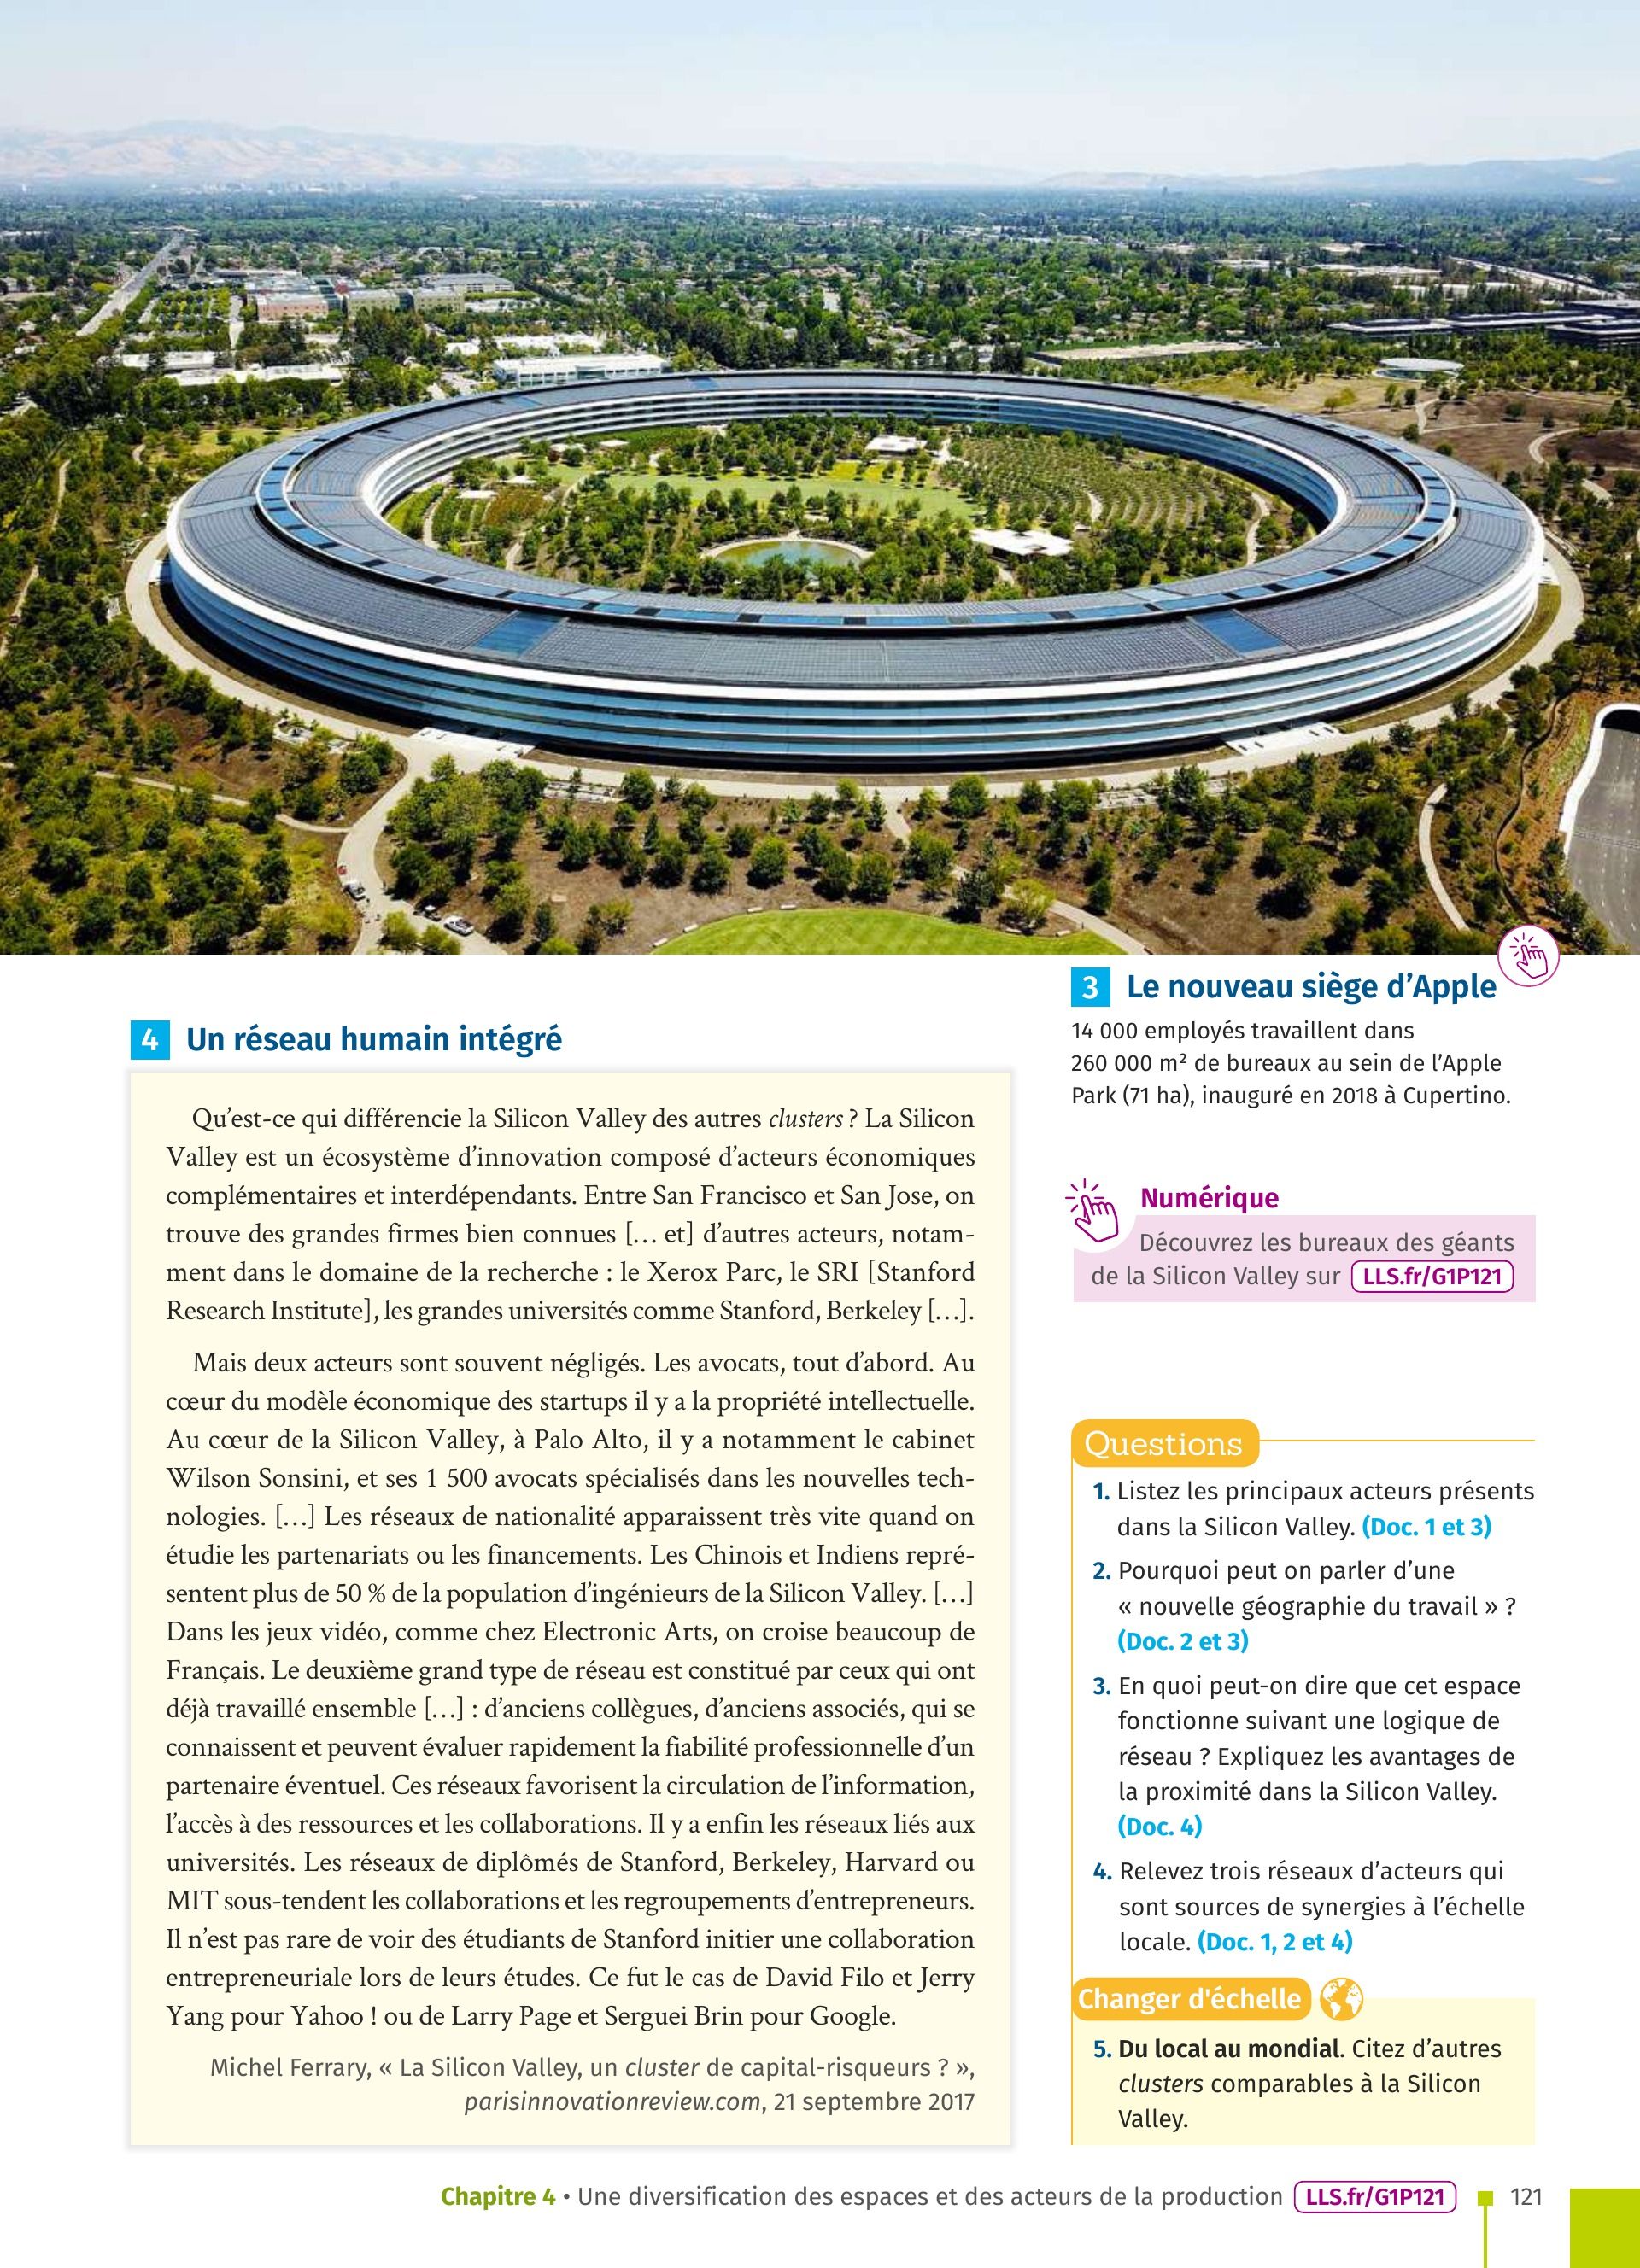 3 Le nouveau siège d’Apple
14 000 employés travaillent dans
260 000 m² de bureaux au sein de l’Apple
Park (71 ha), inauguré en 2018 à Cupertino.
4 Un réseau humain intégré
Qu’est-ce qui différencie la Silicon Valley des autres clusters ? La Silicon
Valley est un écosystème d’innovation composé d’acteurs économiques
complémentaires et interdépendants. Entre San Francisco et San Jose, on
trouve des grandes firmes bien connues [… et] d’autres acteurs, notam-
ment dans le domaine de la recherche : le Xerox Parc, le SRI [Stanford
Research Institute], les grandes universités comme Stanford, Berkeley […].
Mais deux acteurs sont souvent négligés. Les avocats, tout d’abord. Au
cœur du modèle économique des startups il y a la propriété intellectuelle.
Au cœur de la Silicon Valley, à Palo Alto, il y a notamment le cabinet
Wilson Sonsini, et ses 1 500 avocats spécialisés dans les nouvelles tech-
nologies. […] Les réseaux de nationalité apparaissent très vite quand on
étudie les partenariats ou les financements. Les Chinois et Indiens repré-
sentent plus de 50 % de la population d’ingénieurs de la Silicon Valley. […]
Dans les jeux vidéo, comme chez Electronic Arts, on croise beaucoup de
Français. Le deuxième grand type de réseau est constitué par ceux qui ont
déjà travaillé ensemble […] : d’anciens collègues, d’anciens associés, qui se
connaissent et peuvent évaluer rapidement la fiabilité professionnelle d’un
partenaire éventuel. Ces réseaux favorisent la circulation de l’information,
l’accès à des ressources et les collaborations. Il y a enfin les réseaux liés aux
universités. Les réseaux de diplômés de Stanford, Berkeley, Harvard ou
MIT sous-tendent les collaborations et les regroupements d’entrepreneurs.
Il n’est pas rare de voir des étudiants de Stanford initier une collaboration
entrepreneuriale lors de leurs études. Ce fut le cas de David Filo et Jerry
Yang pour Yahoo ! ou de Larry Page et Serguei Brin pour Google.
Michel Ferrary, « La Silicon Valley, un cluster de capital-risqueurs ? »,
parisinnovationreview.com, 21 septembre 2017
Numérique
Découvrez les bureaux des géants
de la Silicon Valley sur LLS.fr/G1P121
Questions
1. Listez les principaux acteurs présents
dans la Silicon Valley. (Doc. 1 et 3)
2. Pourquoi peut on parler d’une
« nouvelle géographie du travail » ?
(Doc. 2 et 3)
3. En quoi peut-on dire que cet espace
fonctionne suivant une logique de
réseau ? Expliquez les avantages de
la proximité dans la Silicon Valley.
(Doc. 4)
4. Relevez trois réseaux d’acteurs qui
sont sources de synergies à l’échelle
locale. (Doc. 1, 2 et 4)
Changer d'échelle
5. Du local au mondial. Citez d’autres
clusters comparables à la Silicon
Valley.
Chapitre 4 • Une diversification des espaces et des acteurs de la production LLS.fr/G1P121 121